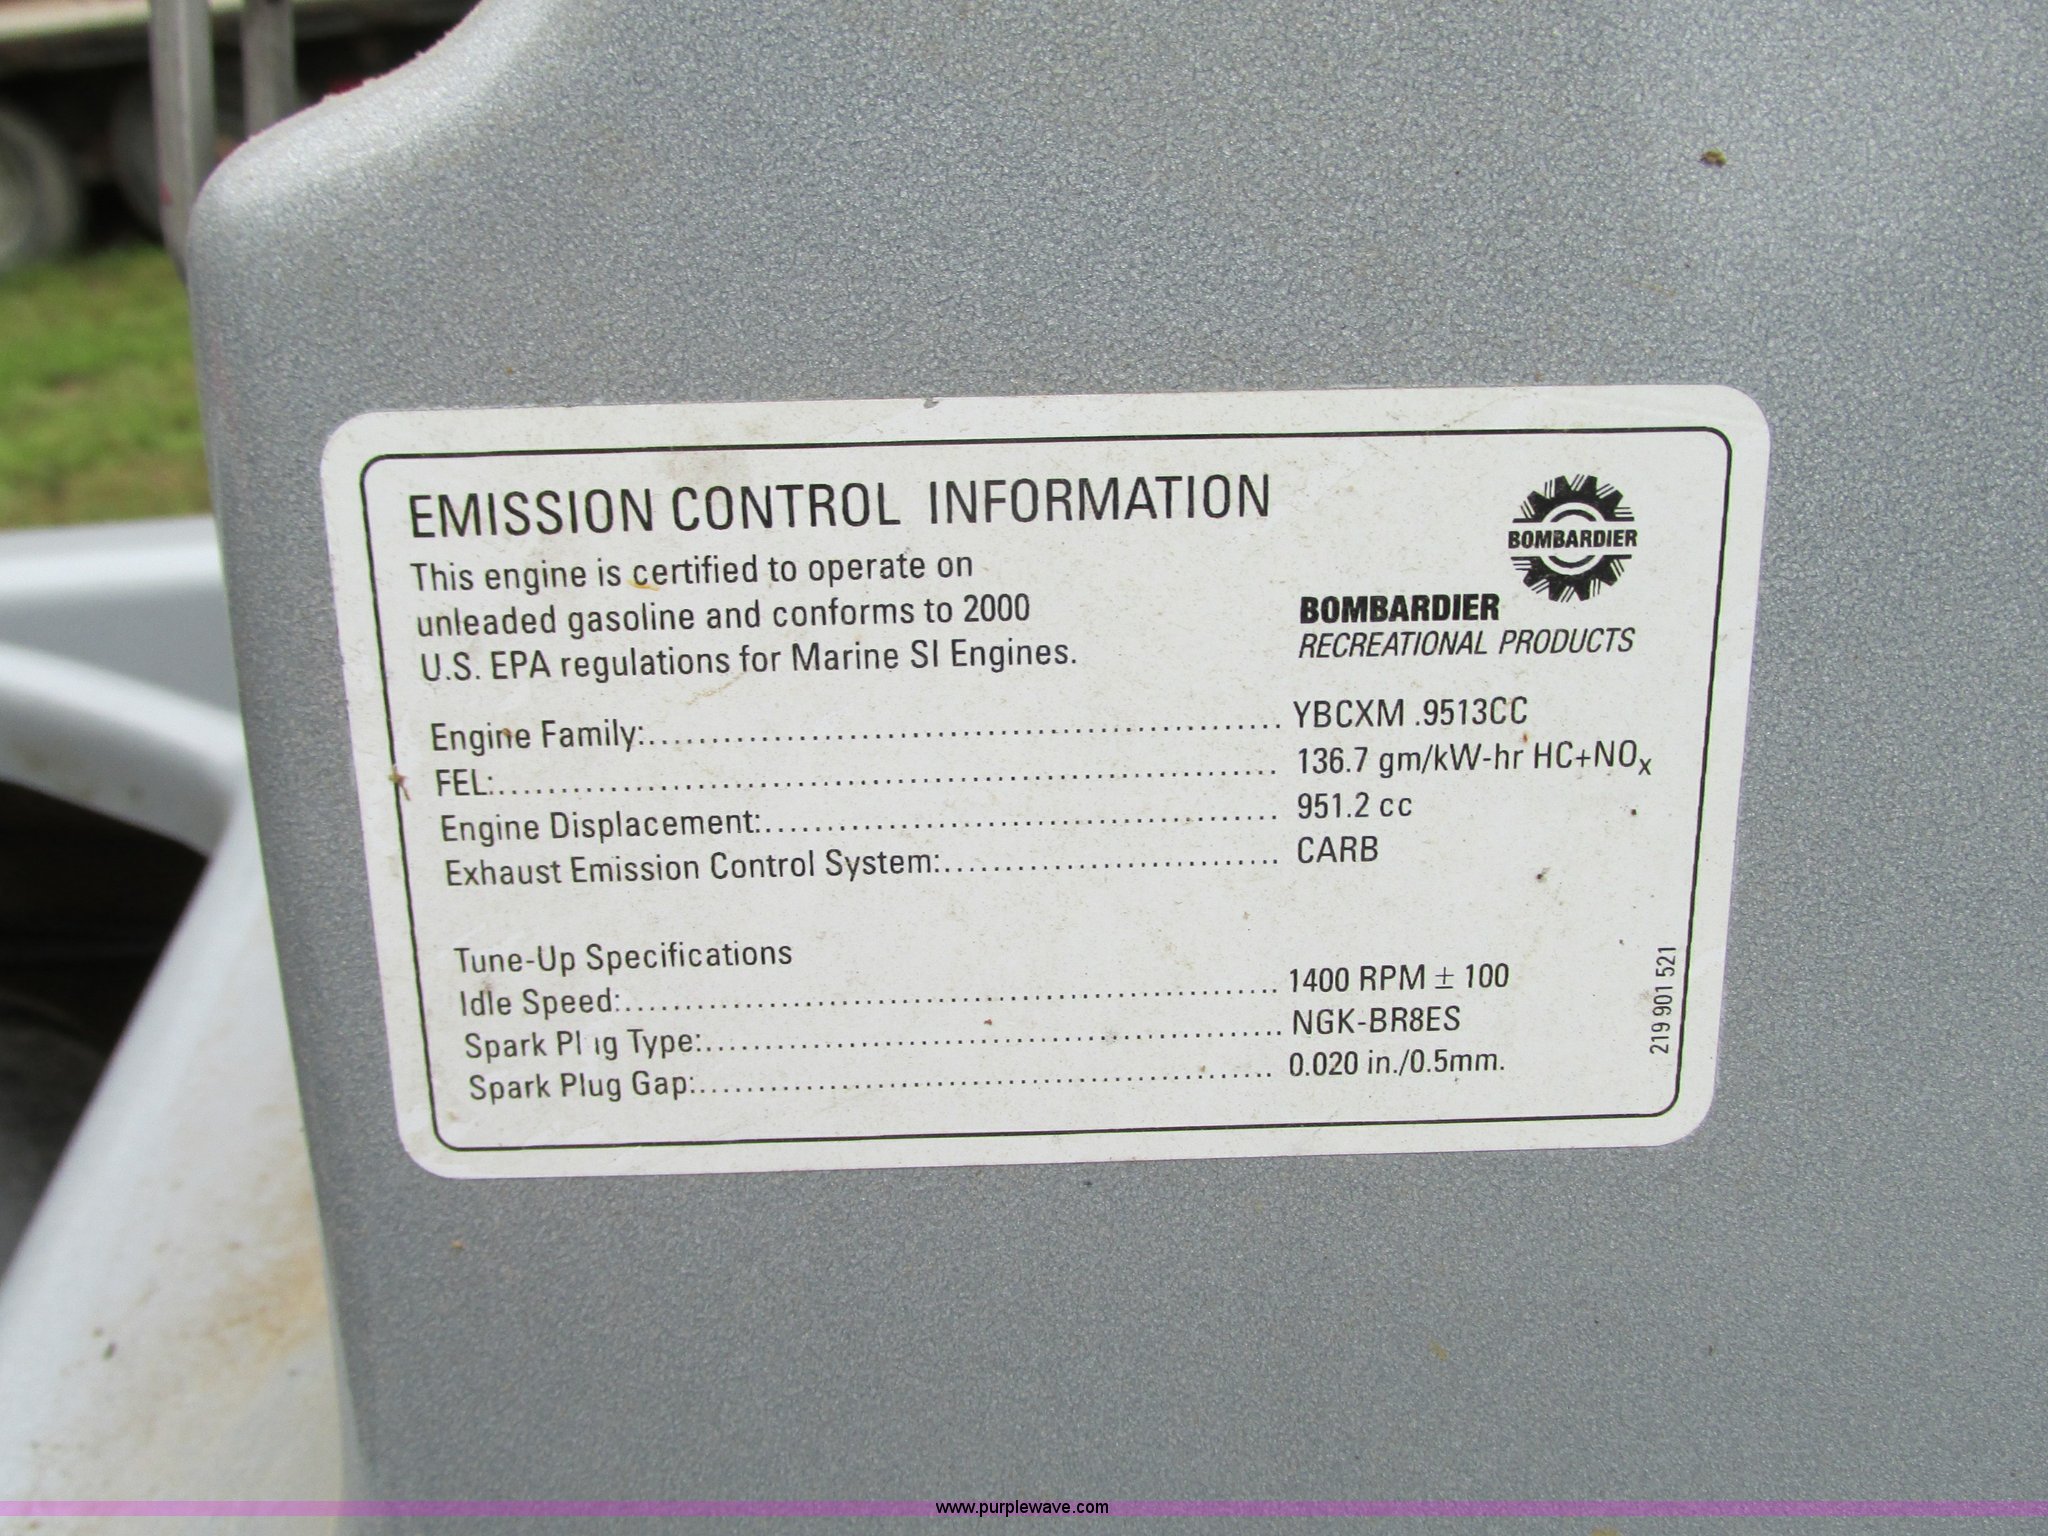 EMISSION CONTROL INFORMATION
This engine is certified to operate on
unleaded gasoline and conforms to 2000
U.S. EPA regulations for Marine SI Engines.
BOMBARDIER
BOMBARDIER
RECREATIONAL PRODUCTS
Engine Family:........................................................ YBCXM .9513CC
FEL:........................................................ 136.7 gm/kW-hr HC+NOx
Engine Displacement:........................................ 951.2 cc
Exhaust Emission Control System:........................... CARB
Tune-Up Specifications
Idle Speed:........................................................ 1400 RPM ± 100
Spark Plug Type:................................................ NGK-BR8ES
Spark Plug Gap:................................................ 0.020 in./0.5mm.
219 901 521
www.purplewave.com